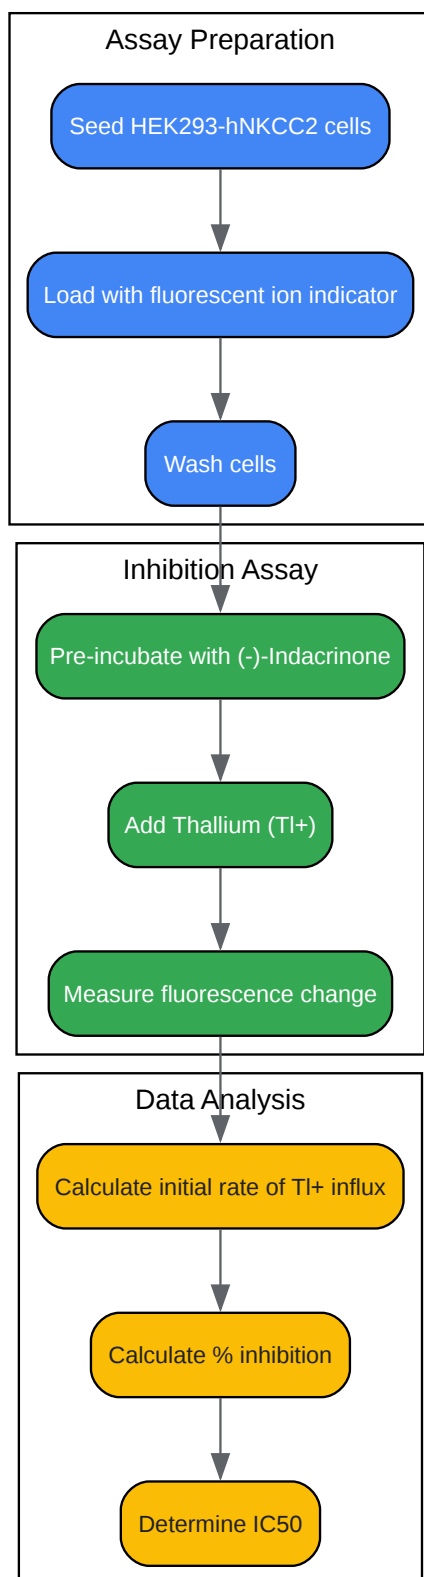 Assay Preparation
Seed HEK293-hNKCC2 cells
Load with fluorescent ion indicator
Wash cells
Inhibition Assay
Pre-incubate with (-)-Indacrinone
Add Thallium (Tl+)
Measure fluorescence change
Data Analysis
Calculate initial rate of Tl+ influx
Calculate % inhibition
Determine IC50